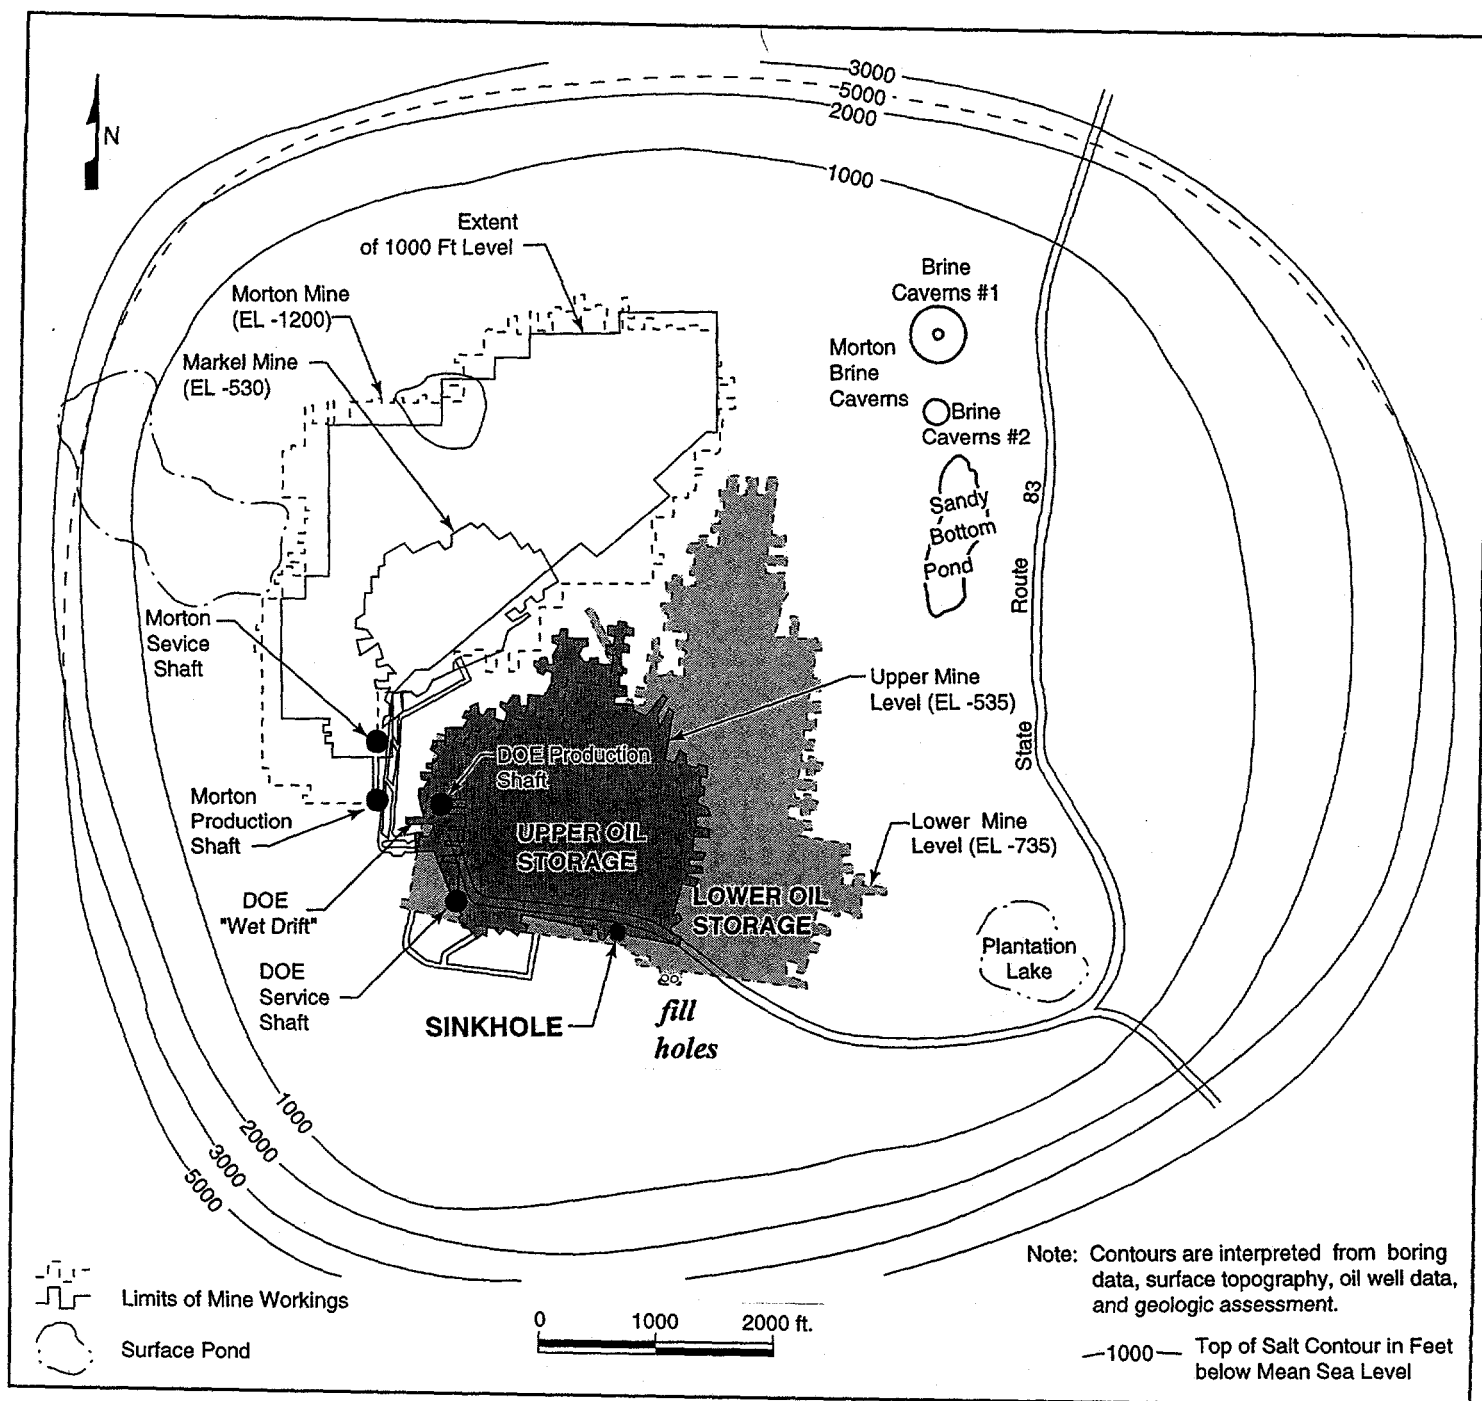 3000
5000
2000
1000
N
Extent
of 1000 Ft Level
Morton Mine
(EL -1200)
Markel Mine
(EL -530)
Brine
Caverns #1
Morton
Brine
Caverns
Brine
Caverns #2
Sandy
Bottom
Pond
State Route 83
Morton
Sevice
Shaft
Upper Mine
Level (EL -535)
DOE Production
Shaft
Morton
Production
Shaft
UPPER OIL
STORAGE
Lower Mine
Level (EL -735)
DOE
"Wet Drift"
LOWER OIL
STORAGE
Plantation
Lake
DOE
Service
Shaft
SINKHOLE
fill
holes
1000
2000
3000
5000
Limits of Mine Workings
Surface Pond
0 1000 2000 ft.
Note: Contours are interpreted from boring
data, surface topography, oil well data,
and geologic assessment.
1000 Top of Salt Contour in Feet
below Mean Sea Level